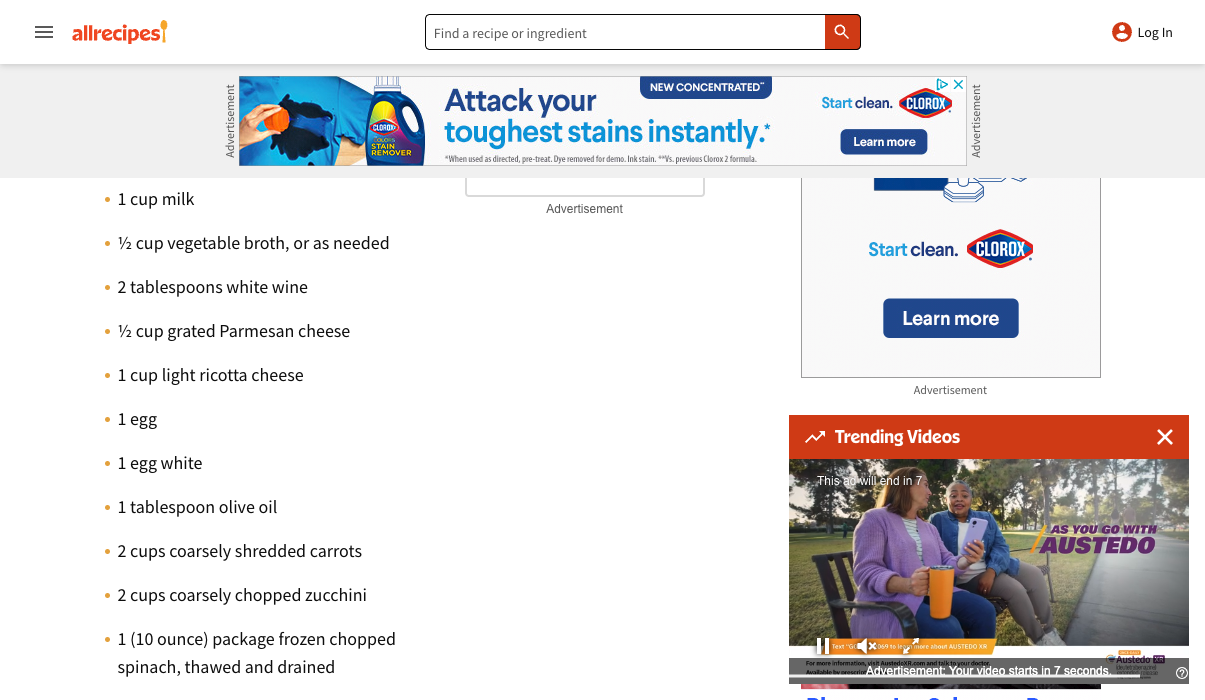 allrecipes
Find a recipe or ingredient
Log In
Advertisement
Attack your
toughest stains instantly.*
NEW CONCENTRATED**
*When used as directed, pre-treat. Dye removed for demo. Ink stain. **Vs. previous Clorox 2 formula.
CLOROX
STAIN
REMOVER
Start clean. CLOROX
Learn more
Advertisement
1 cup milk
½ cup vegetable broth, or as needed
2 tablespoons white wine
½ cup grated Parmesan cheese
1 cup light ricotta cheese
1 egg
1 egg white
1 tablespoon olive oil
2 cups coarsely shredded carrots
2 cups coarsely chopped zucchini
1 (10 ounce) package frozen chopped
spinach, thawed and drained
Advertisement
Start clean. CLOROX
Learn more
Advertisement
Trending Videos
This ad will end in 7
AS YOU GO WITH
AUSTEDO
more about AUSTEDO XR
For more information, visit AustedoXR.com and talk to your doctor.
Austedo XR
Advertisement: Your video starts in 7 seconds.